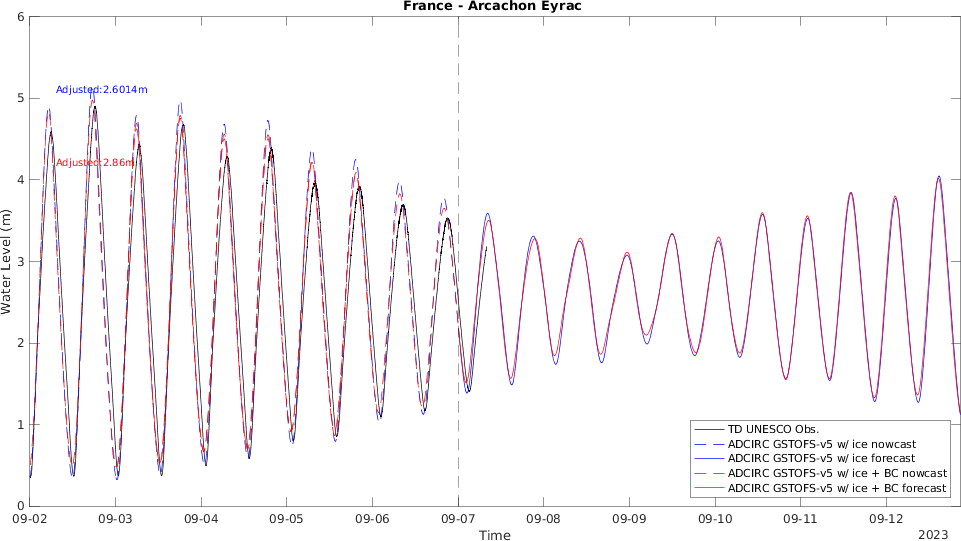 France - Arcachon Eyrac
6
5
4
3
2
1
0
Water Level (m)
Adjusted:2.6014m
Adjusted:2.86m
TD UNESCO Obs.
ADCIRC GSTOFS-v5 w/ ice nowcast
ADCIRC GSTOFS-v5 w/ ice forecast
ADCIRC GSTOFS-v5 w/ ice + BC nowcast
ADCIRC GSTOFS-v5 w/ ice + BC forecast
09-02 09-03 09-04 09-05 09-06 09-07 09-08 09-09 09-10 09-11 09-12
Time
2023